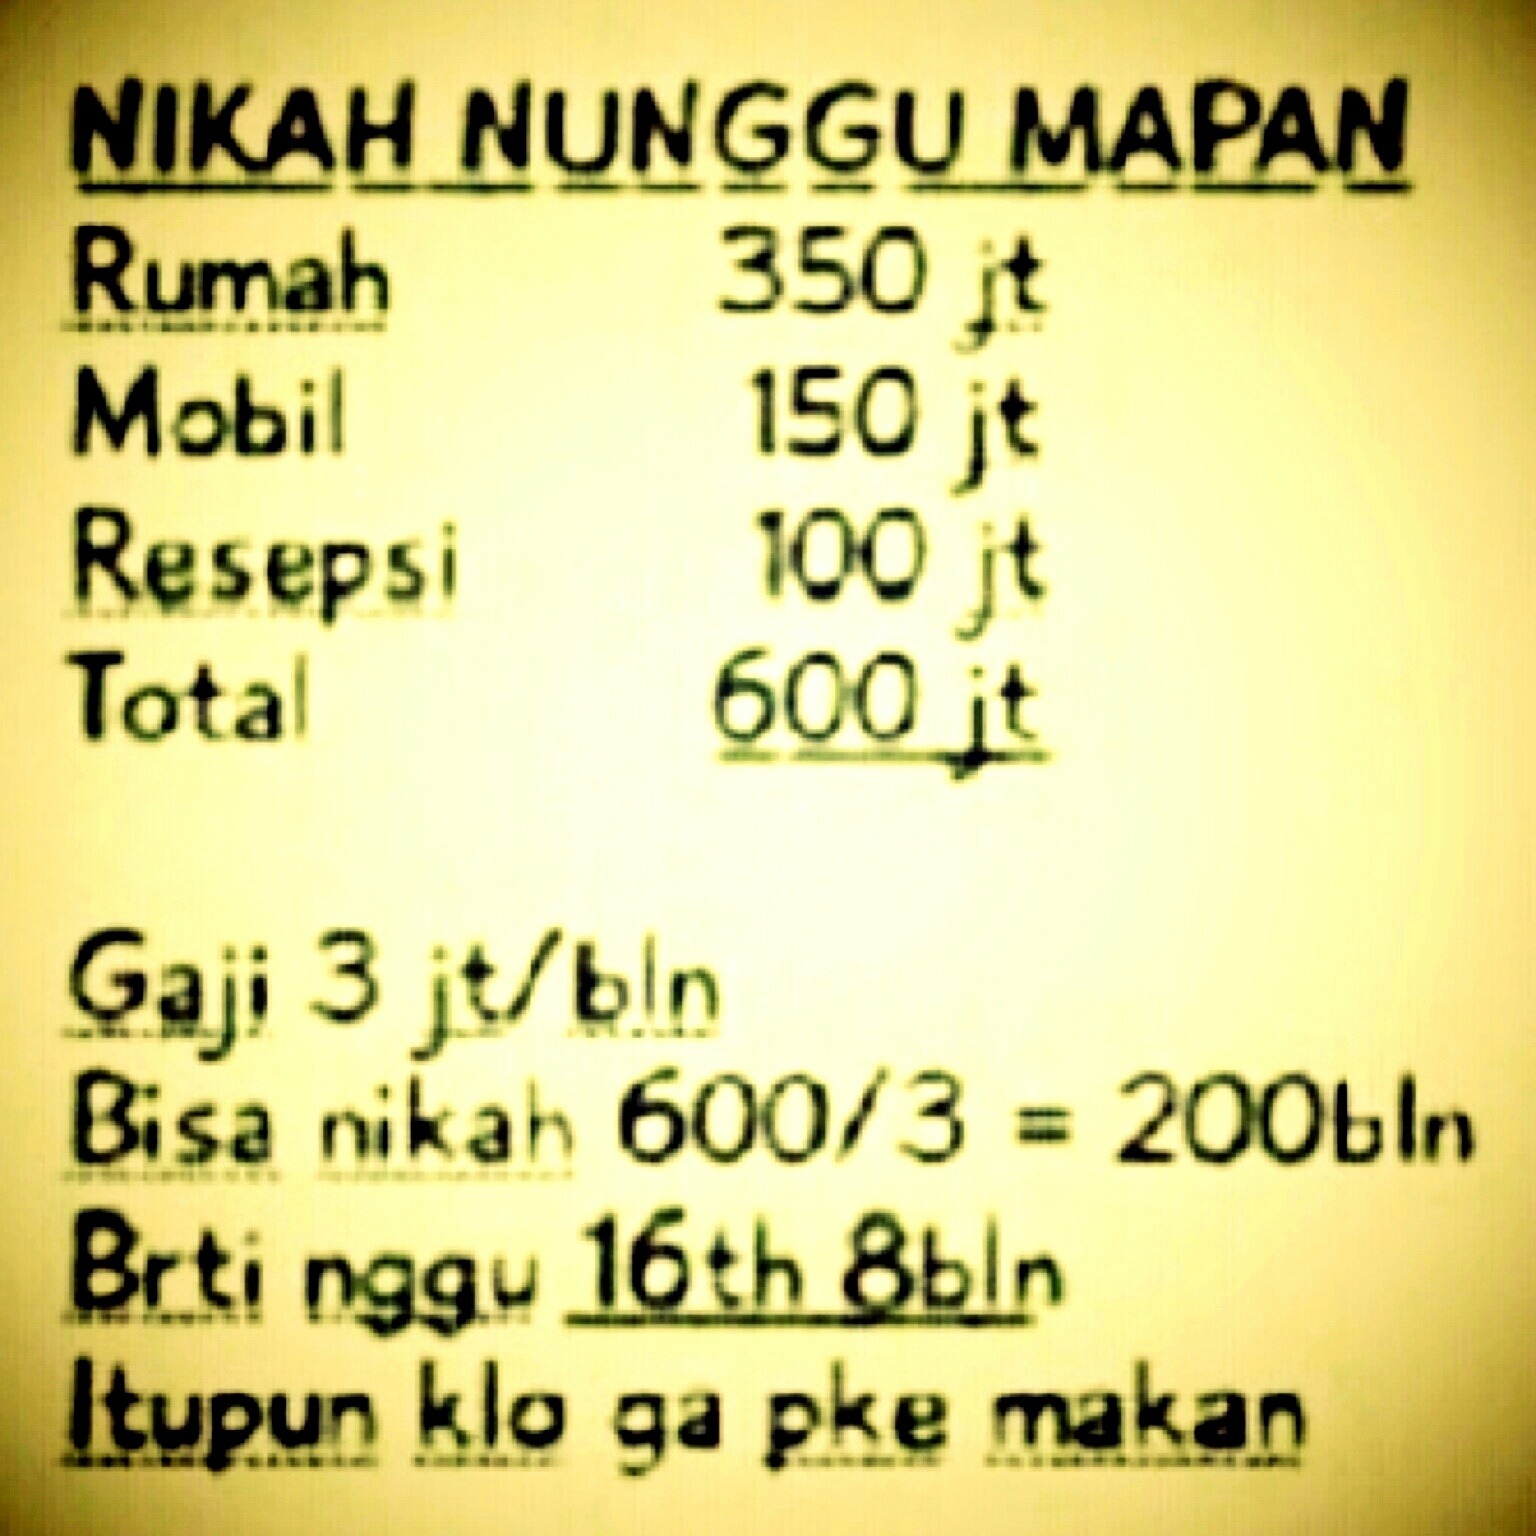 NIKAH NUNGGU MAPAN
Rumah 350 jt
Mobil 150 jt
Resepsi 100 jt
Total 600 jt
Gaji 3 jt/bln
Bisa nikah 600/3 = 200bln
Brti nggu 16th 8bln
Itupun klo ga pke makan